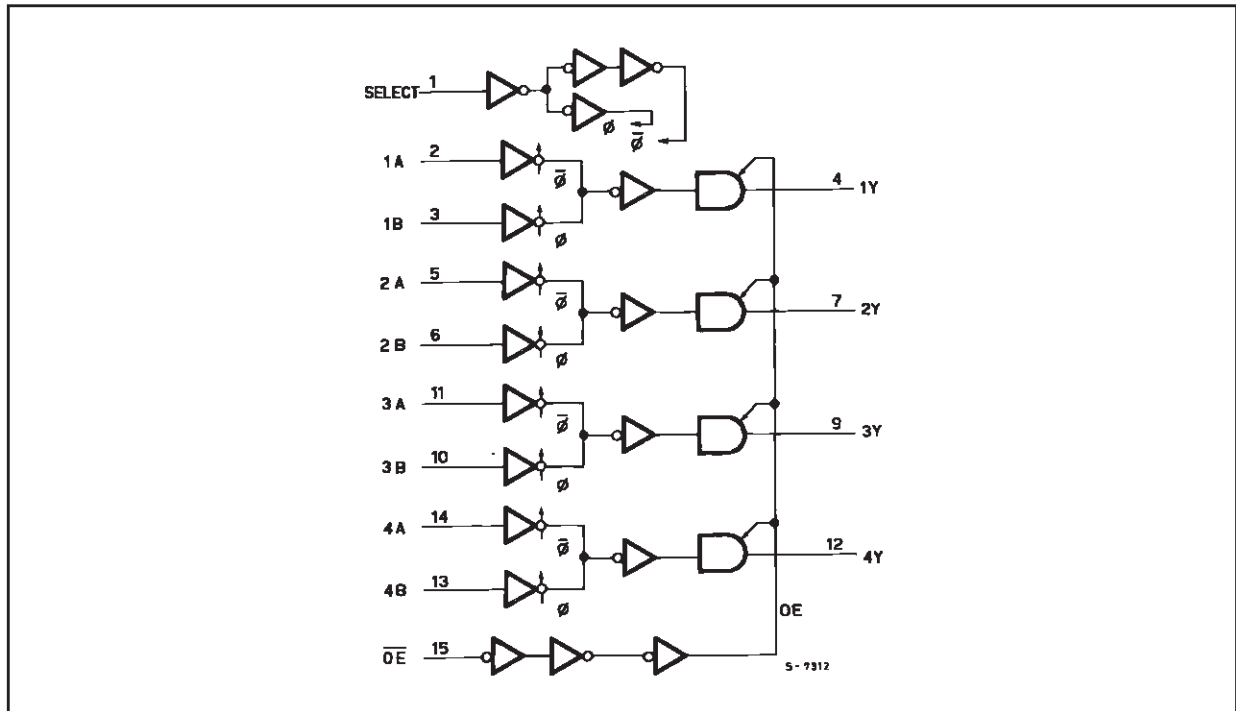 SELECT 1
Ø
Ø̅
1A 2
Ø̅
4 1Y
1B 3
Ø
2A 5
Ø̅
7 2Y
2B 6
Ø
3A 11
Ø̅
9 3Y
3B 10
Ø
4A 14
Ø̅
12 4Y
4B 13
Ø
OE
O̅E̅ 15
S-7312